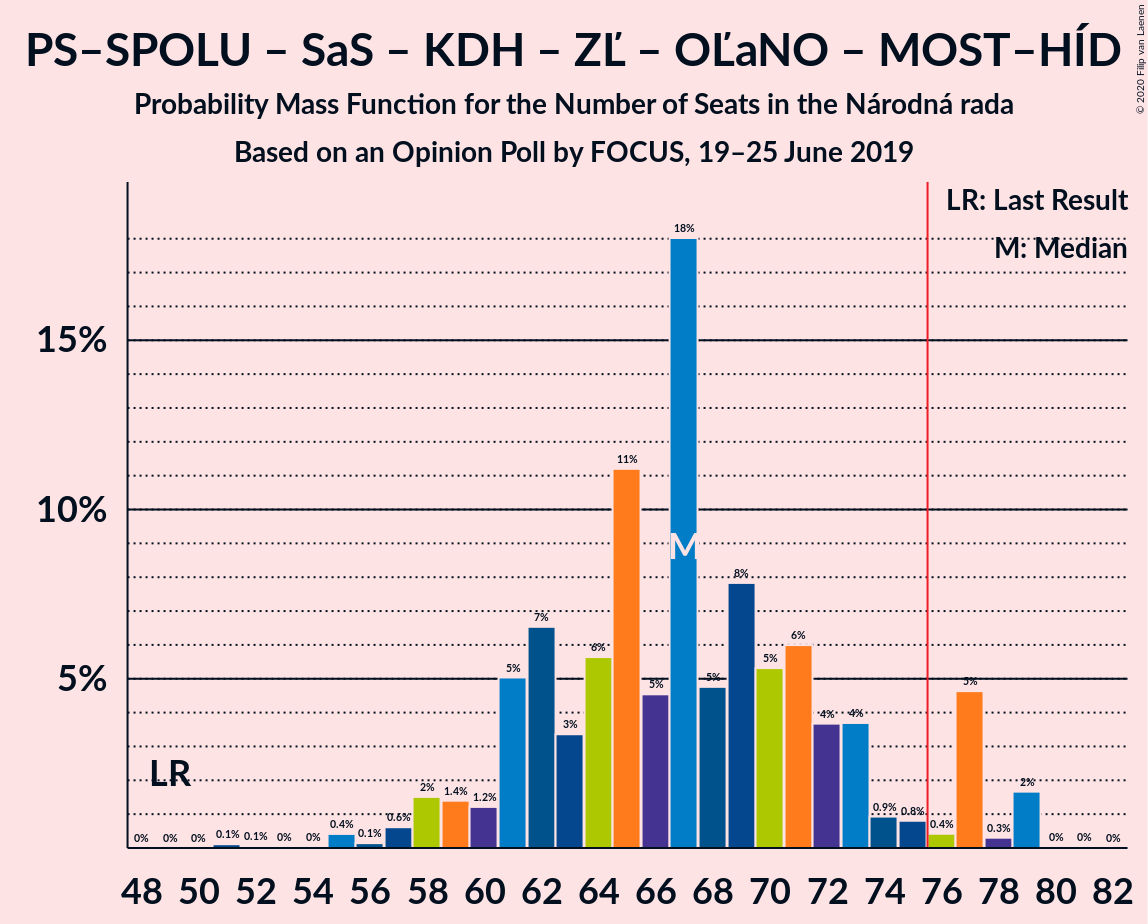 PS–SPOLU – SaS – KDH – ZĽ – OĽaNO – MOST–HÍD
Probability Mass Function for the Number of Seats in the Národná rada
Based on an Opinion Poll by FOCUS, 19–25 June 2019
© 2020 Filip van Laenen
LR: Last Result
M: Median
15%
10%
5%
LR
M
0% 0% 0% 0.1% 0.1% 0% 0% 0.4% 0.1% 0.6% 2% 1.4% 1.2% 5% 7% 3% 6% 11% 5% 18% 5% 8% 5% 6% 4% 4% 0.9% 0.8% 0.4% 5% 0.3% 2% 0% 0% 0%
48 50 52 54 56 58 60 62 64 66 68 70 72 74 76 78 80 82